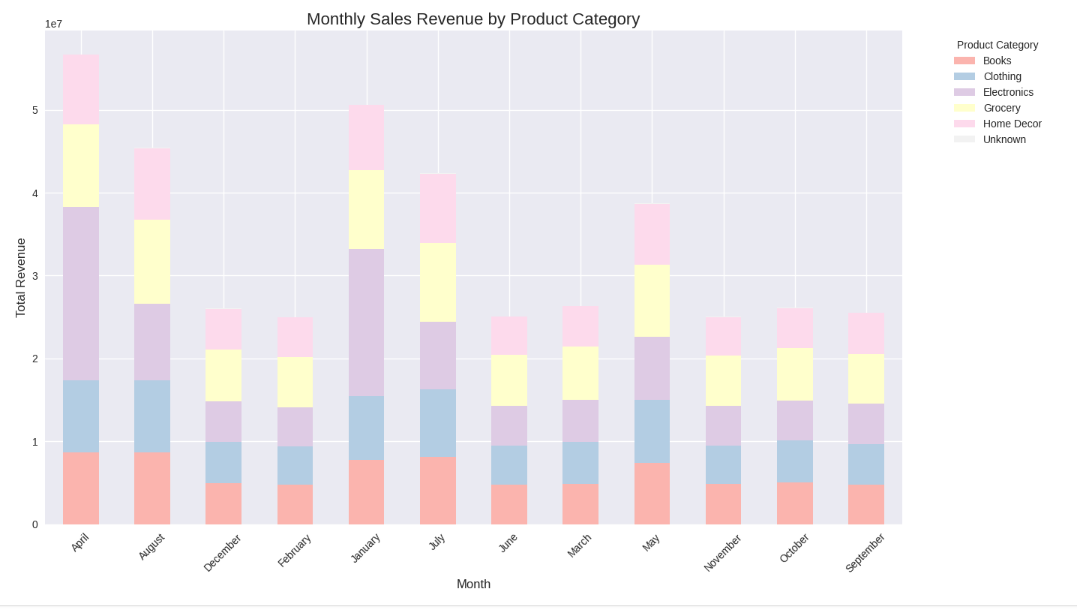 Monthly Sales Revenue by Product Category
1e7
Product Category
Books
Clothing
Electronics
Grocery
Home Decor
Unknown
5
4
3
2
1
0
Total Revenue
April
August
December
February
January
July
June
March
May
November
October
September
Month